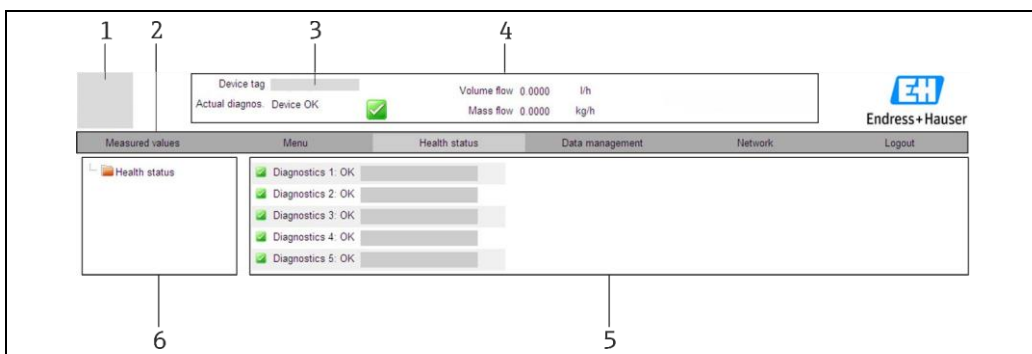 1 2 3 4
Device tag
Volume flow 0.0000 l/h
Actual diagnos. Device OK
Mass flow 0.0000 kg/h
EH
Endress+Hauser
Measured values Menu Health status Data management Network Logout
Health status
Diagnostics 1: OK
Diagnostics 2: OK
Diagnostics 3: OK
Diagnostics 4: OK
Diagnostics 5: OK
6 5